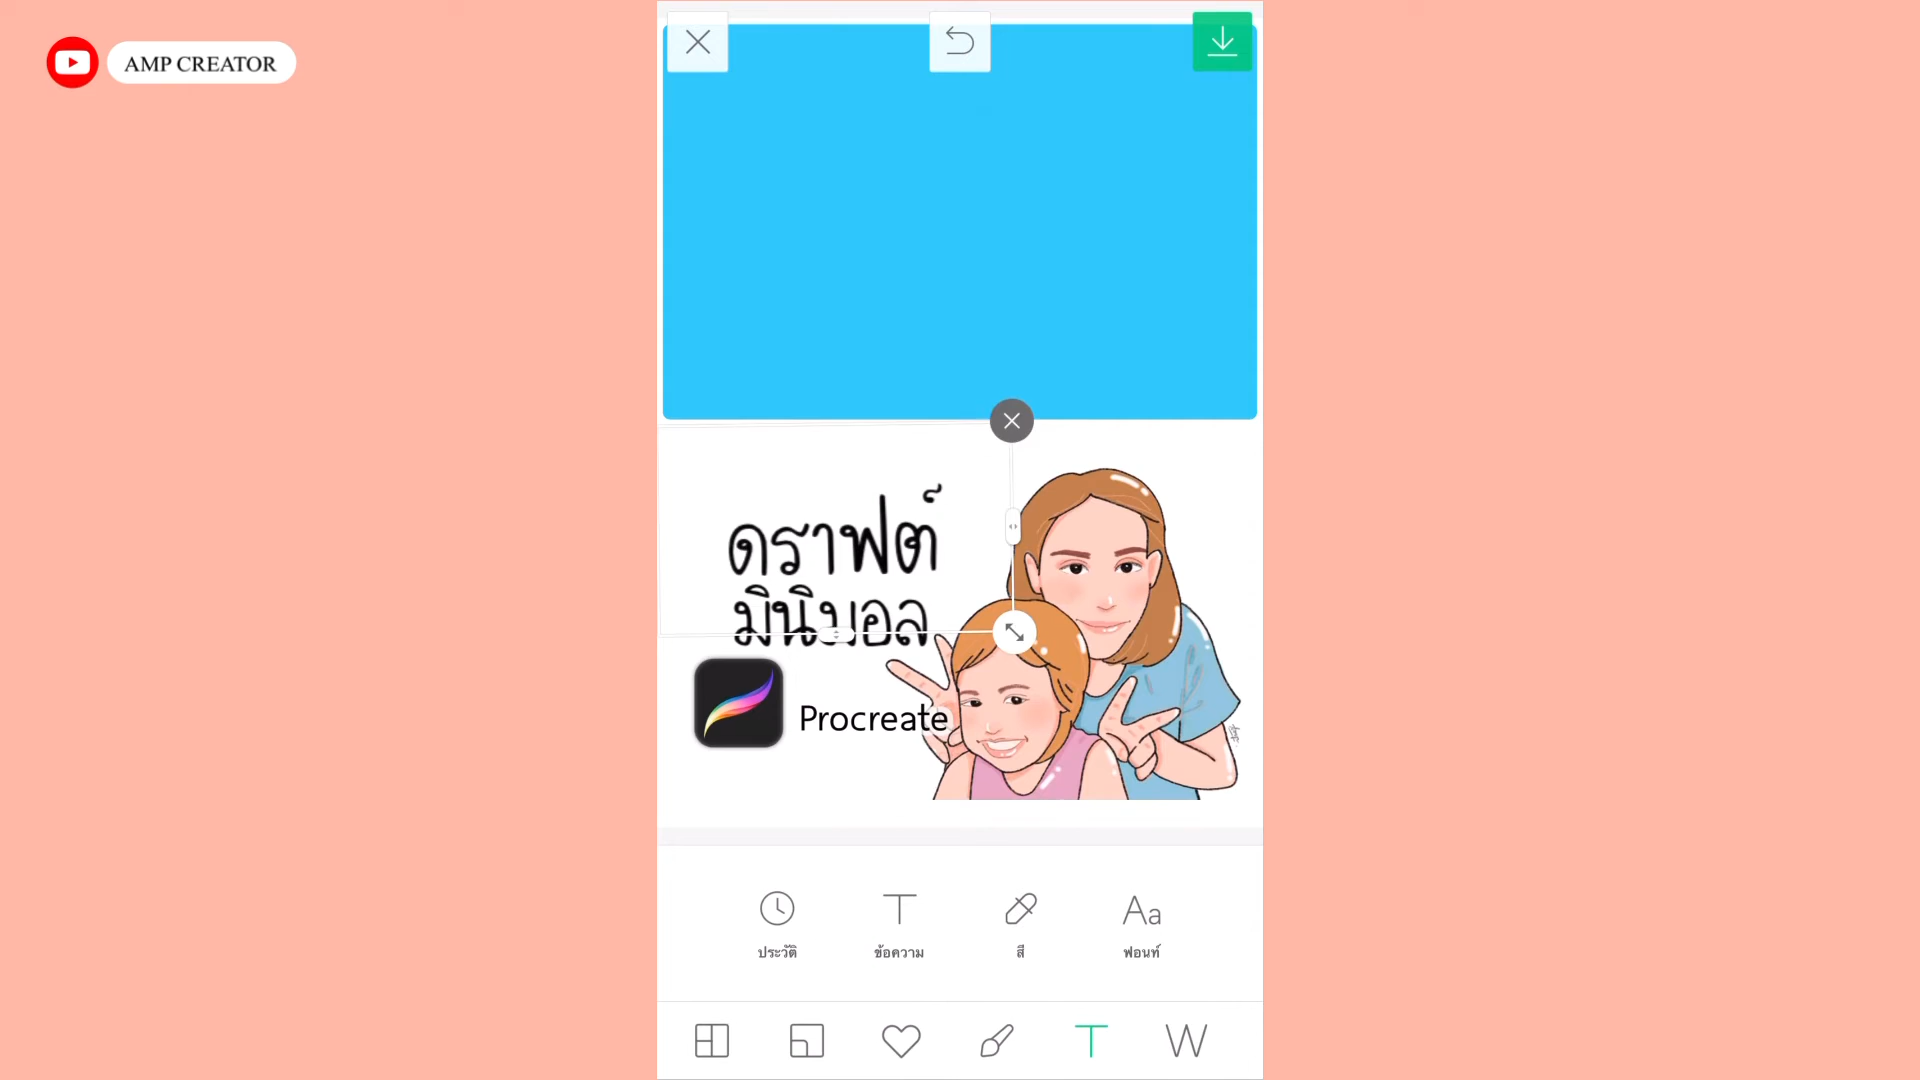 AMP CREATOR
ดราฟต์
มินิมอล
Procreate
ประวัติ
ข้อความ
สี
ฟอนท์